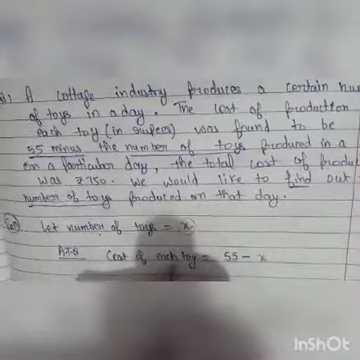 A cottage industry produces a certain num
of toys in a day. The cost of production
each toy (in rupees) was found to be
55 minus the number of toys produced in a
on a particular day, the total cost of produc
was ₹750. We would like to find out
number of toys produced on that day.
Let number of toys = x
A.T.Q Cost of each toy = 55 - x
InShot